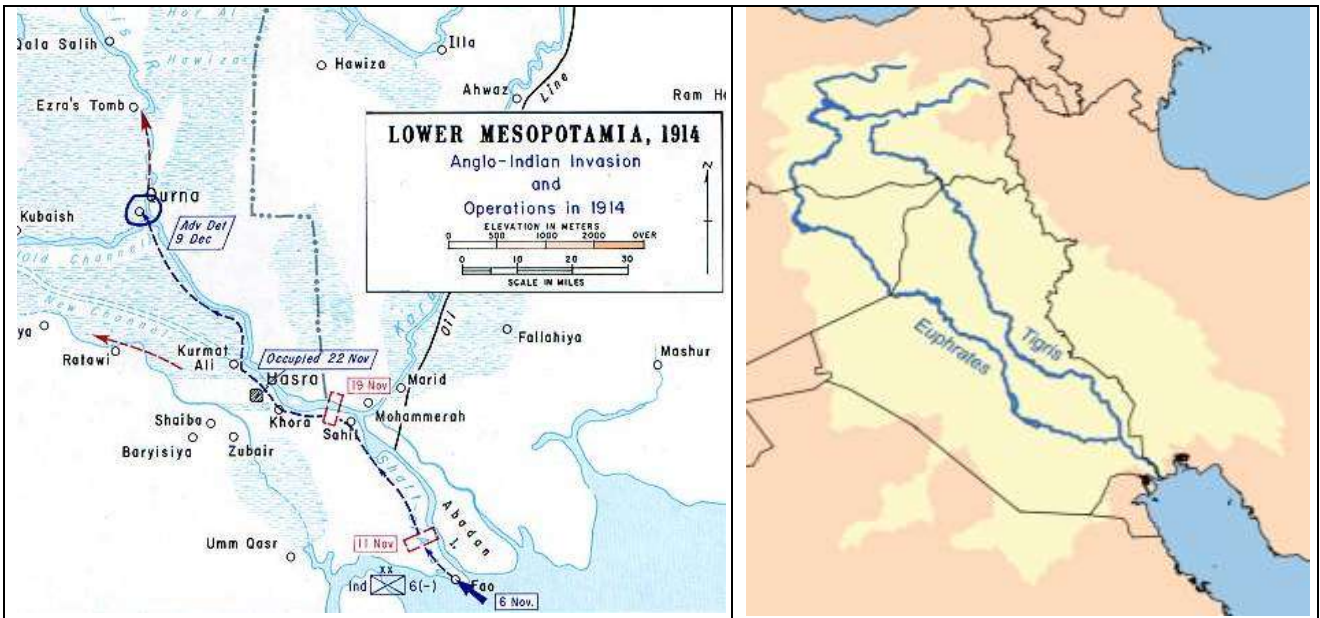 Hor Al
Qala Salih
Hawiza
Illa
Hawiza
Ezra's Tomb
Ahwaz
Line
Ram H
LOWER MESOPOTAMIA, 1914
Anglo-Indian Invasion
and
Operations in 1914
ELEVATION IN METERS
0 500 1000 2000 OVER
0 10 20 30
SCALE IN MILES
N
Qurna
Kubaish
Adv Det
9 Dec
Old Channel
New Channel
ya
Ratawi
Kurmat
Ali
Occupied 22 Nov
Basra
19 Nov
Karu
Oil
Fallahiya
Mashur
Marid
Mohammerah
Shaiba
Khora
Sahil
Baryisiya
Zubair
Shatt
Abadan
I.
Umm Qasr
11 Nov
xx
Ind 6(-)
Fao
6 Nov.
Euphrates
Tigris